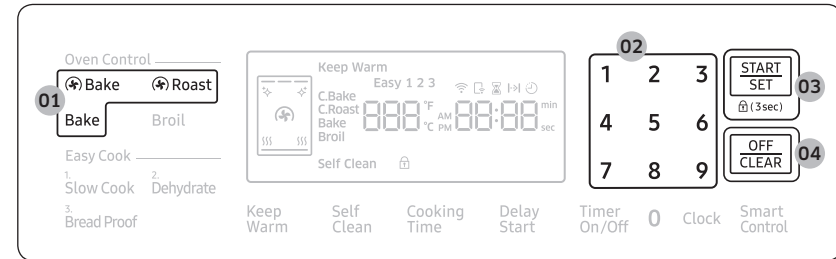 Oven Control
Bake Roast
01
Bake Broil
Easy Cook
1. Slow Cook 2. Dehydrate
3. Bread Proof
Keep Warm
Easy 1 2 3
C.Bake
C.Roast
Bake
Broil
888 °F °C AM PM 88:88 min sec
Self Clean
Keep Warm
Self Clean
Cooking Time
Delay Start
02
1 2 3
4 5 6
7 8 9
Timer On/Off
0
Clock
Smart Control
START
SET
(3sec)
03
OFF
CLEAR
04